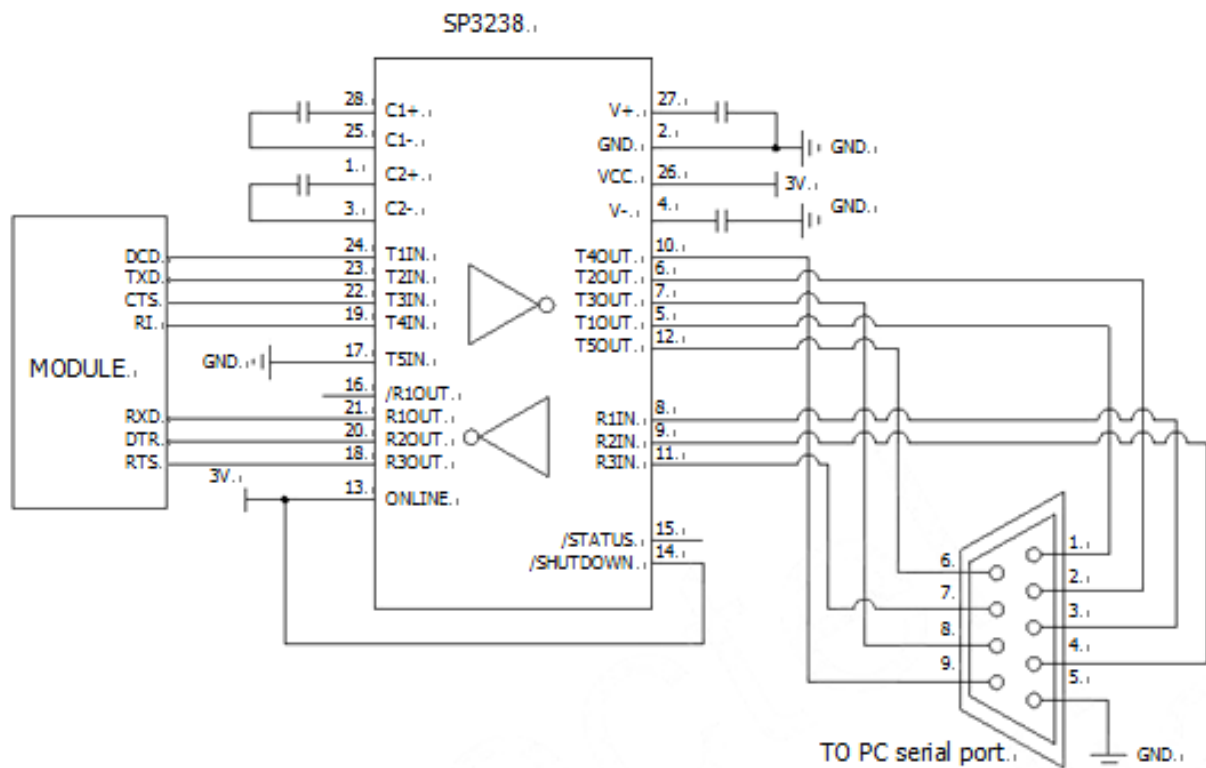 SP3238.
28. C1+. V+. 27.
25. C1-. GND. 2. GND.
1. C2+. VCC. 26. 3V.
3. C2-. V-. 4. GND.
DCD. 24. T1IN. T4OUT. 10.
TXD. 23. T2IN. T2OUT. 6.
CTS. 22. T3IN. T3OUT. 7.
RI. 19. T4IN. T1OUT. 5.
GND. 17. T5IN. T5OUT. 12.
MODULE.
16. /R1OUT.
RXD. 21. R1OUT. R1IN. 8.
DTR. 20. R2OUT. R2IN. 9.
RTS. 18. R3OUT. R3IN. 11.
3V. 13. ONLINE.
/STATUS. 15.
/SHUTDOWN. 14.
1.
6.
2.
7.
3.
8.
4.
9.
5.
TO PC serial port. GND.